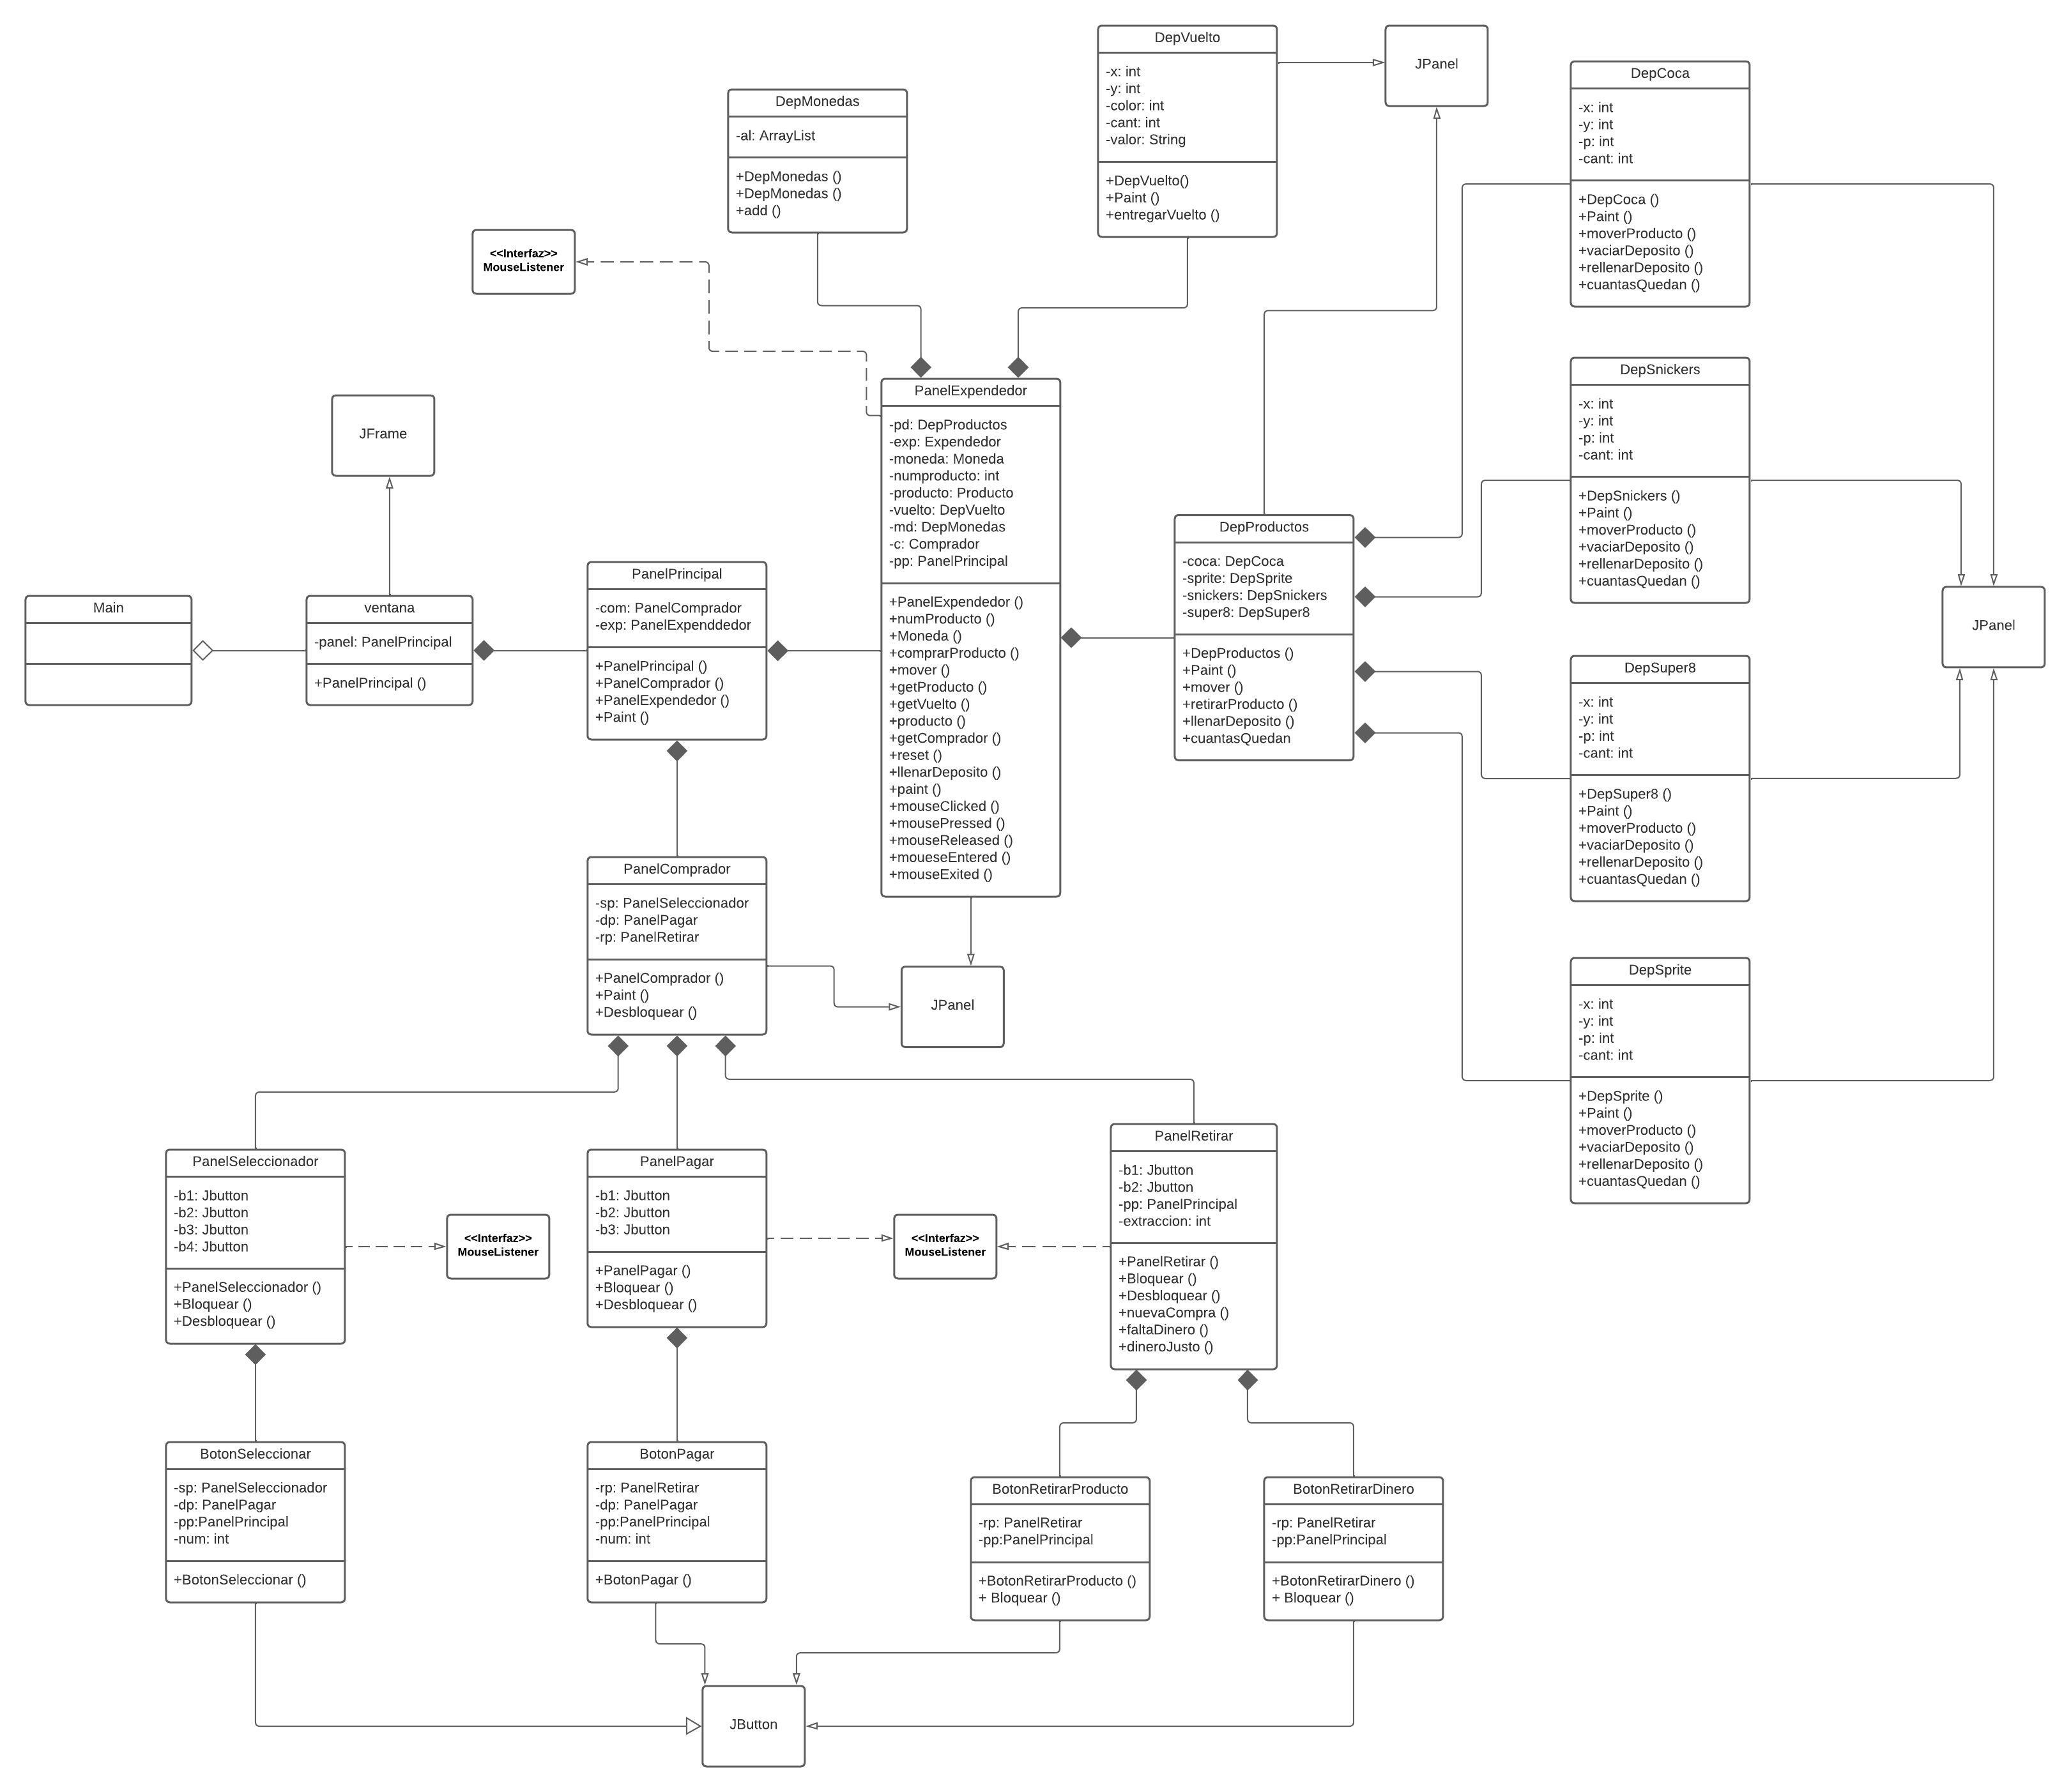 DepVuelto
-x: int
-y: int
-color: int
-cant: int
-valor: String
+DepVuelto()
+Paint ()
+entregarVuelto ()
JPanel
DepCoca
-x: int
-y: int
-p: int
-cant: int
+DepCoca ()
+Paint ()
+moverProducto ()
+vaciarDeposito ()
+rellenarDeposito ()
+cuantasQuedan ()
DepMonedas
-al: ArrayList
+DepMonedas ()
+DepMonedas ()
+add ()
<<Interfaz>>
MouseListener
DepSnickers
-x: int
-y: int
-p: int
-cant: int
+DepSnickers ()
+Paint ()
+moverProducto ()
+vaciarDeposito ()
+rellenarDeposito ()
+cuantasQuedan ()
PanelExpendedor
-pd: DepProductos
-exp: Expendedor
-moneda: Moneda
-numproducto: int
-producto: Producto
-vuelto: DepVuelto
-md: DepMonedas
-c: Comprador
-pp: PanelPrincipal
+PanelExpendedor ()
+numProducto ()
+Moneda ()
+comprarProducto ()
+mover ()
+getProducto ()
+getVuelto ()
+producto ()
+getComprador ()
+reset ()
+llenarDeposito ()
+paint ()
+mouseClicked ()
+mousePressed ()
+mouseReleased ()
+moueseEntered ()
+mouseExited ()
JFrame
DepProductos
-coca: DepCoca
-sprite: DepSprite
-snickers: DepSnickers
-super8: DepSuper8
+DepProductos ()
+Paint ()
+mover ()
+retirarProducto ()
+llenarDeposito ()
+cuantasQuedan
PanelPrincipal
-com: PanelComprador
-exp: PanelExpenddedor
+PanelPrincipal ()
+PanelComprador ()
+PanelExpendedor ()
+Paint ()
Main
ventana
-panel: PanelPrincipal
+PanelPrincipal ()
JPanel
DepSuper8
-x: int
-y: int
-p: int
-cant: int
+DepSuper8 ()
+Paint ()
+moverProducto ()
+vaciarDeposito ()
+rellenarDeposito ()
+cuantasQuedan ()
PanelComprador
-sp: PanelSeleccionador
-dp: PanelPagar
-rp: PanelRetirar
+PanelComprador ()
+Paint ()
+Desbloquear ()
JPanel
DepSprite
-x: int
-y: int
-p: int
-cant: int
+DepSprite ()
+Paint ()
+moverProducto ()
+vaciarDeposito ()
+rellenarDeposito ()
+cuantasQuedan ()
PanelSeleccionador
-b1: Jbutton
-b2: Jbutton
-b3: Jbutton
-b4: Jbutton
+PanelSeleccionador ()
+Bloquear ()
+Desbloquear ()
<<Interfaz>>
MouseListener
PanelPagar
-b1: Jbutton
-b2: Jbutton
-b3: Jbutton
+PanelPagar ()
+Bloquear ()
+Desbloquear ()
<<Interfaz>>
MouseListener
PanelRetirar
-b1: Jbutton
-b2: Jbutton
-pp: PanelPrincipal
-extraccion: int
+PanelRetirar ()
+Bloquear ()
+Desbloquear ()
+nuevaCompra ()
+faltaDinero ()
+dineroJusto ()
BotonSeleccionar
-sp: PanelSeleccionador
-dp: PanelPagar
-pp:PanelPrincipal
-num: int
+BotonSeleccionar ()
BotonPagar
-rp: PanelRetirar
-dp: PanelPagar
-pp:PanelPrincipal
-num: int
+BotonPagar ()
BotonRetirarProducto
-rp: PanelRetirar
-pp:PanelPrincipal
+BotonRetirarProducto ()
+ Bloquear ()
BotonRetirarDinero
-rp: PanelRetirar
-pp:PanelPrincipal
+BotonRetirarDinero ()
+ Bloquear ()
JButton